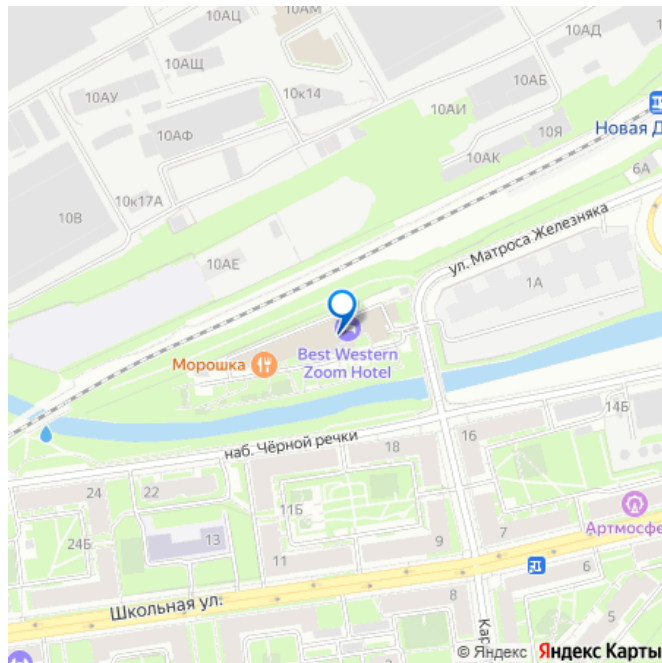 10АЦ
10АМ
10АД
10АЩ
10АБ
10АУ
10к14
10АИ
Новая Д
10Я
10АФ
10АК
6А
10к17А
10В
ул. Матроса Железняка
10АЕ
1А
Best Western
Zoom Hotel
Морошка
наб. Чёрной речки
14Б
18
16
24
22
11Б
Артмосфе
13
7
24Б
9
11
6
Школьная ул.
8
5
Кар
© Яндекс Яндекс Карты